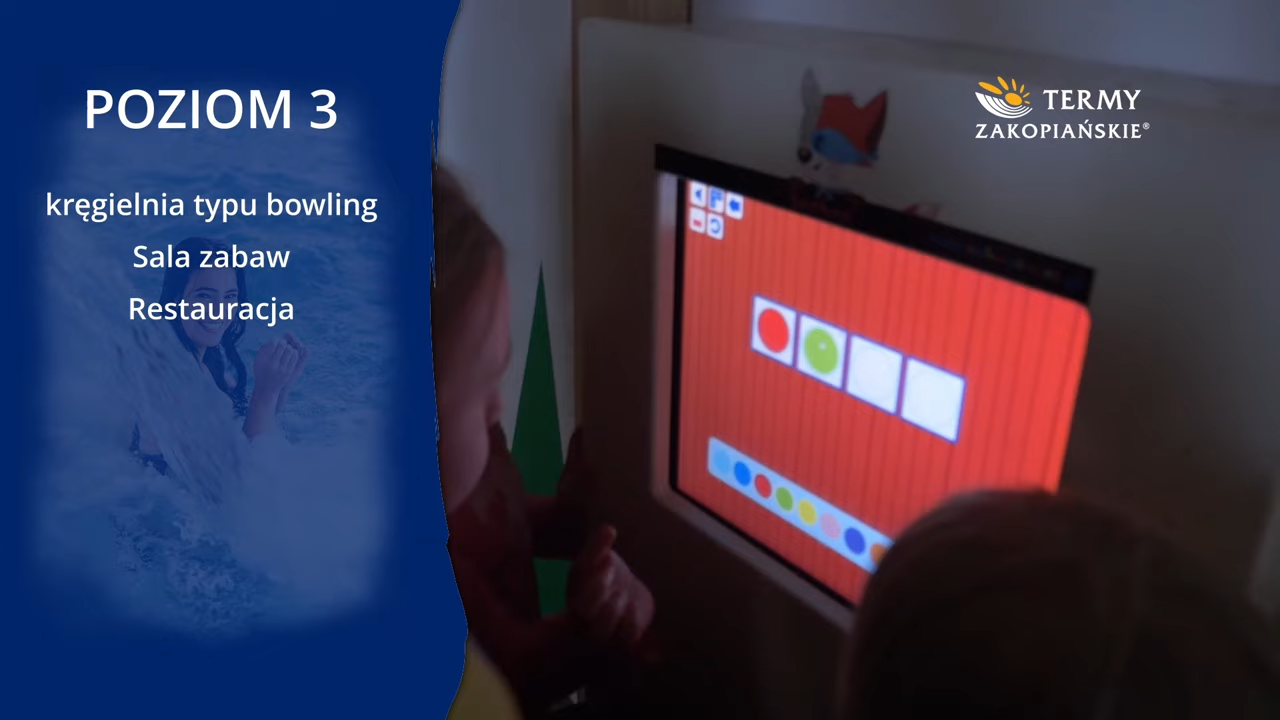 POZIOM 3
kręgielnia typu bowling
Sala zabaw
Restauracja
TERMY
ZAKOPIAŃSKIE®